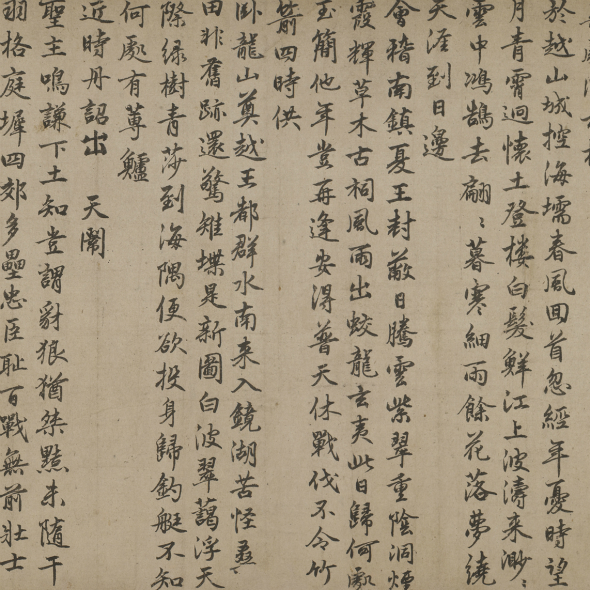 於越山城控海壖春風回首忽經年憂時望
月青霄迥懷土登樓白髮鮮江上波濤來渺〻
雲中鴻鵠去翩〻暮寒細雨餘花落夢繞
天涯到日邊
會稽南鎮夏王封蔽日騰雲紫翠重陰洞煙
霞輝草木古祠風雨出蛟龍玄夷此日歸何處
玉簡他年豈再逢安得普天休戰伐不令竹
箭四時供
臥龍山奠越王都群水南來入鏡湖苦怪
田非舊跡還驚雉堞是新圖白波翠藹浮天
際綠樹青莎到海隅便欲投身歸釣艇不知
何處有蓴鱸
近時丹詔出 天閽
聖主鳴謙下土知豈謂豺狼猶桀黠未隨干
羽格庭墀四郊多壘忠臣恥百戰無前壯士